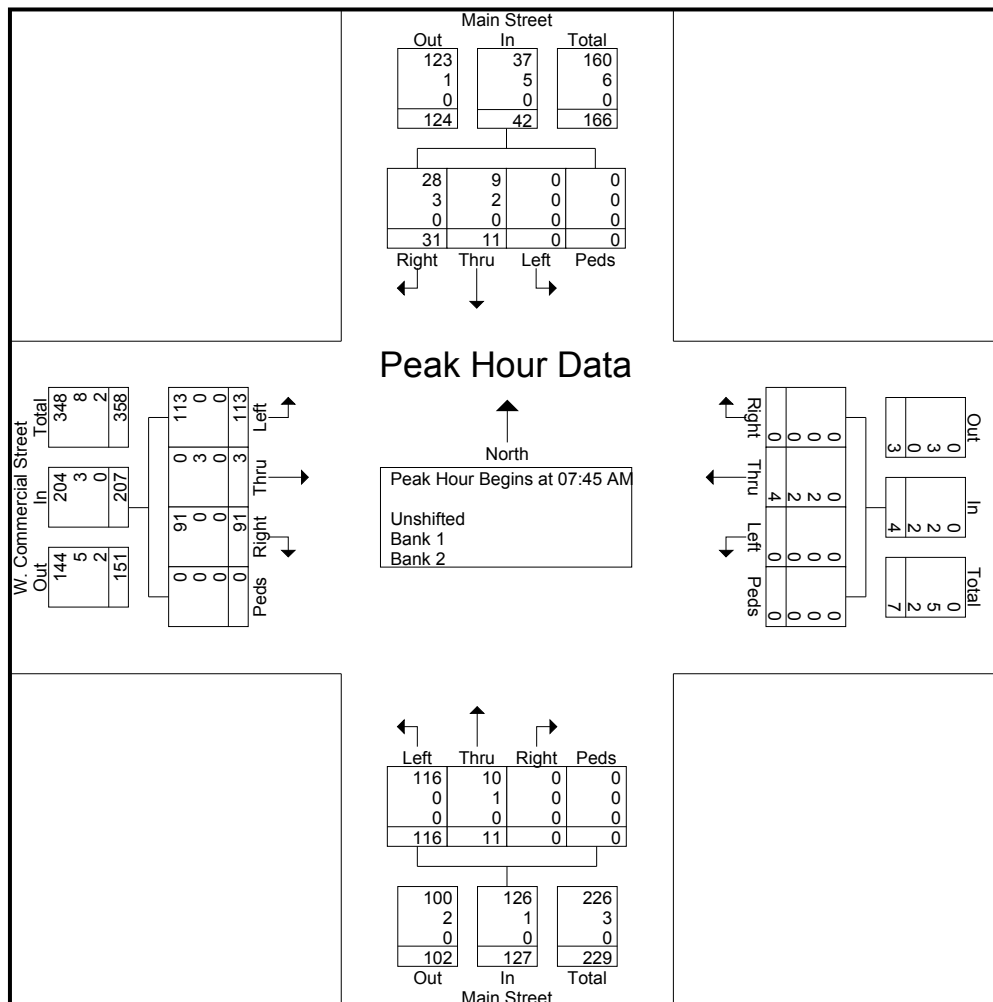 Main Street
Out In Total
123 37 160
1 5 6
0 0 0
124 42 166
28 9 0 0
3 2 0 0
0 0 0 0
31 11 0 0
Right Thru Left Peds
W. Commercial Street
Out In Total
144 204 348
5 3 8
2 0 2
151 207 358
0 91 0 113
0 0 3 0
0 0 0 0
0 91 3 113
Peds Right Thru Left
Peak Hour Data
North
Peak Hour Begins at 07:45 AM
Unshifted
Bank 1
Bank 2
Out In Total
0 0 0
3 2 5
0 2 2
3 4 7
0 0 0 0
0 2 0 0
0 2 0 0
0 4 0 0
Right Thru Left Peds
Left Thru Right Peds
116 10 0 0
0 1 0 0
0 0 0 0
116 11 0 0
100 126 226
2 1 3
0 0 0
102 127 229
Out In Total
Main Street